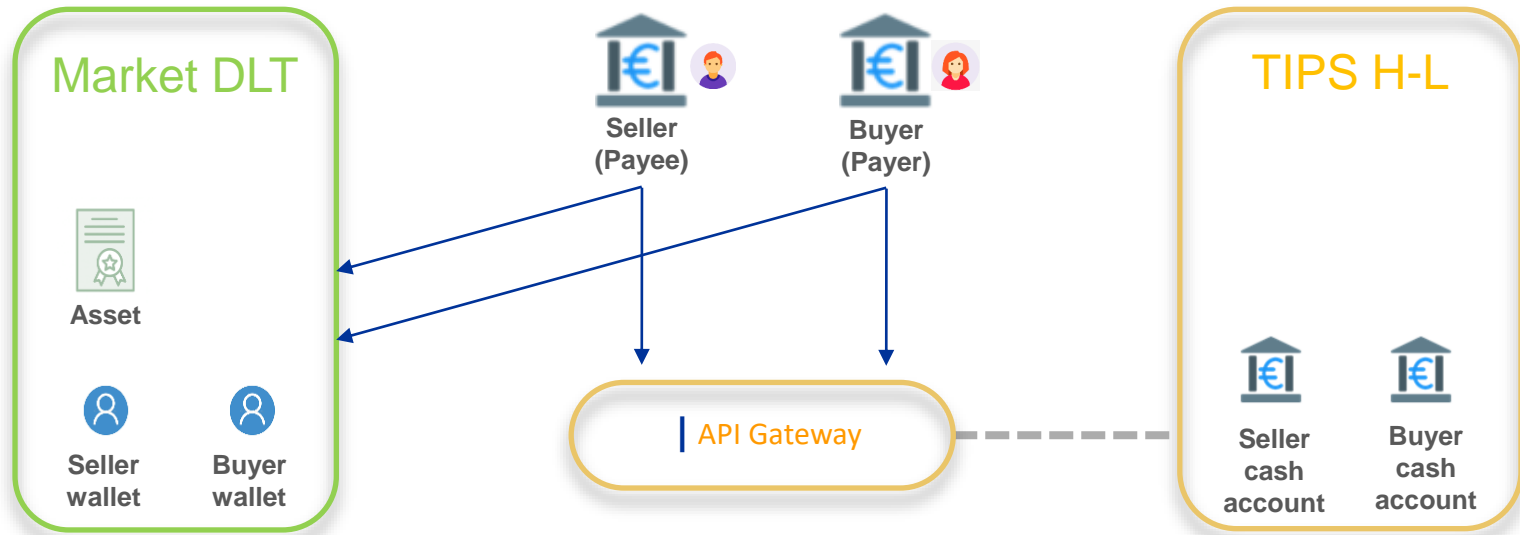 Market DLT
Asset
Seller
wallet
Buyer
wallet
Seller
(Payee)
Buyer
(Payer)
API Gateway
TIPS H-L
Seller
cash
account
Buyer
cash
account